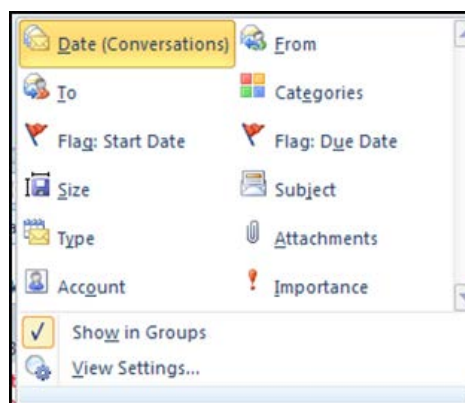 Date (Conversations) From
To Categories
Flag: Start Date Flag: Due Date
Size Subject
Type Attachments
Account Importance
Show in Groups
View Settings...